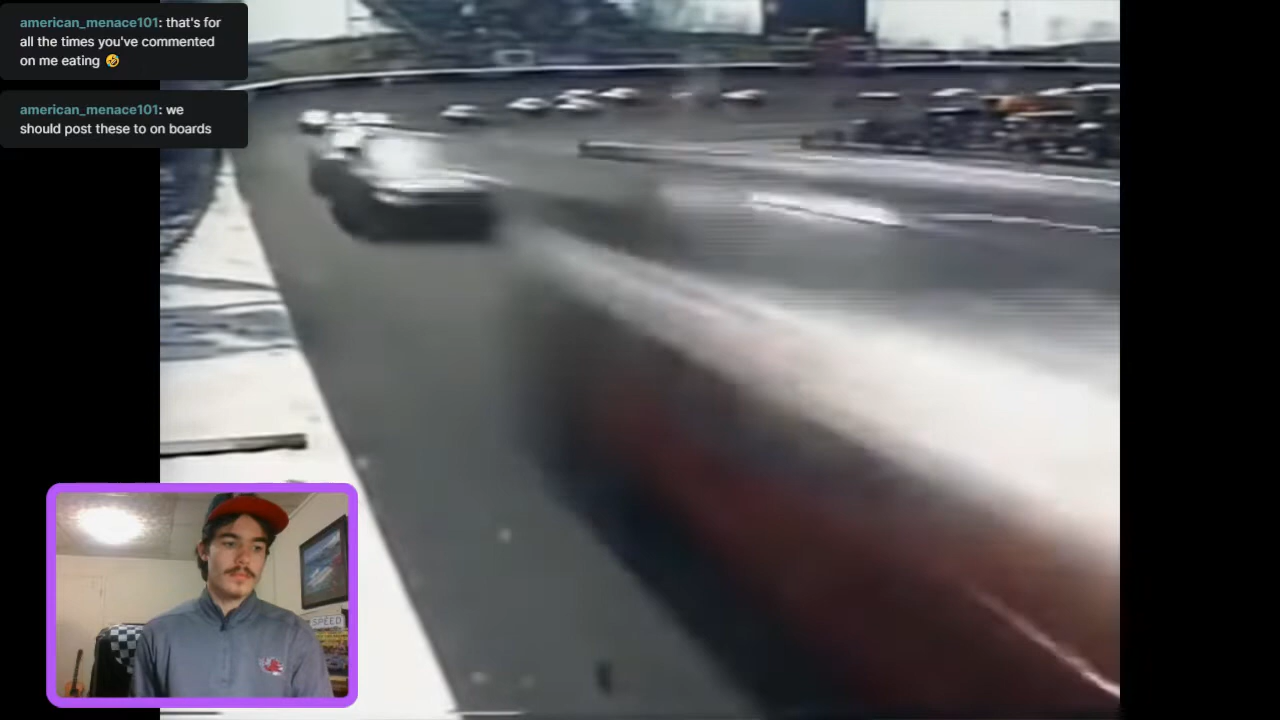 american_menace101: that's for
all the times you've commented
on me eating 🤣
american_menace101: we
should post these to on boards
SPEED